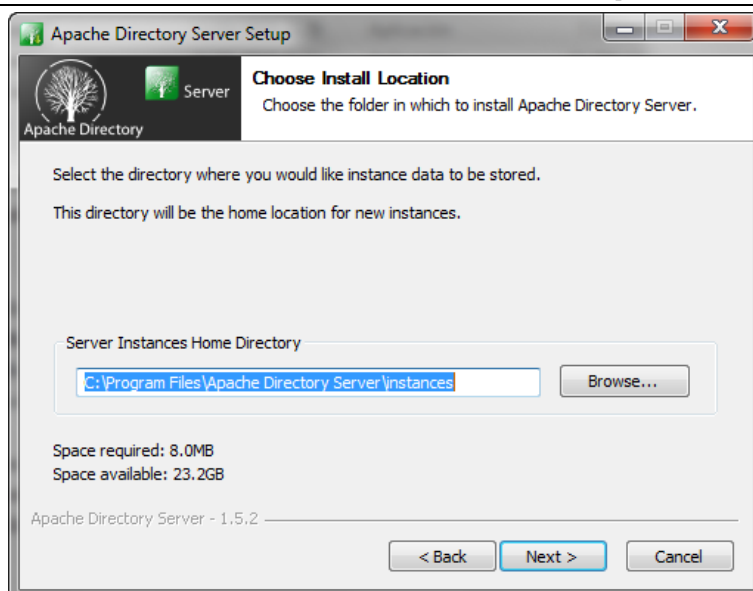 Apache Directory Server Setup
Server
Apache Directory
Choose Install Location
Choose the folder in which to install Apache Directory Server.
Select the directory where you would like instance data to be stored.
This directory will be the home location for new instances.
Server Instances Home Directory
C:\Program Files\Apache Directory Server\instances
Browse...
Space required: 8.0MB
Space available: 23.2GB
Apache Directory Server - 1.5.2
< Back Next > Cancel